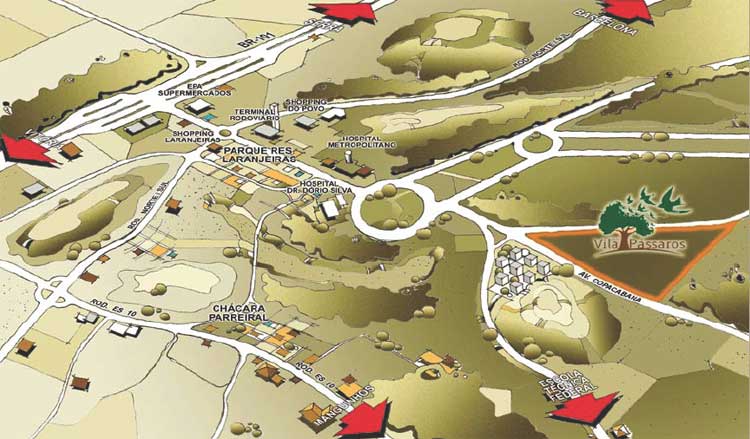 SERRA
BARCELONA
BR-101
ROD. NORTE SUL
EPA
SUPERMERCADOS
SHOPPING
DO POVO
TERMINAL
RODOVIÁRIO
SHOPPING
LARANJEIRAS
HOSPITAL
METROPOLITANO
PARQUE RES.
LARANJEIRAS
HOSPITAL
DR. DÓRIO SILVA
ROD. NORTE SUL
Vila Pássaros
AV. COPACABANA
ROD. ES 10
CHÁCARA
PARREIRAL
ROD. ES 10
MANGUINHOS
ESCOLA
TÉCNICA
FEDERAL